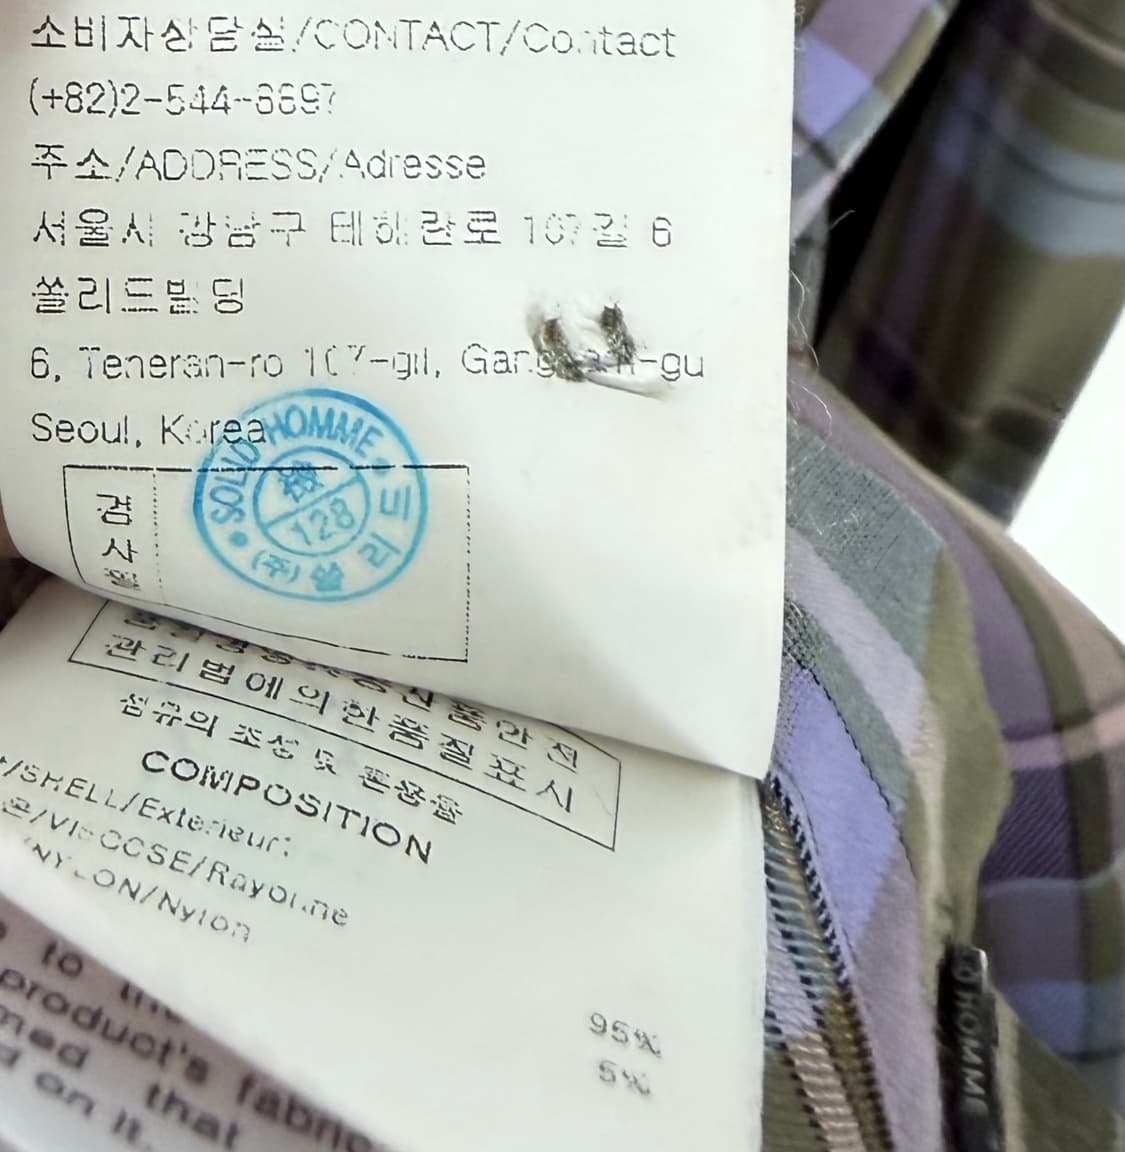 소비자상담실/CONTACT/Contact
(+82)2-544-6697
주소/ADDRESS/Adresse
서울시 강남구 테헤란로 107길 6
쏠리드빌딩
6, Teheran-ro 107-gil, Gangnam-gu
Seoul, Korea
SOLID HOMME
檢
128
(주) 쏠리드
검사필
관리법에의한품질표시
섬유의 조성 및 혼용율
COMPOSITION
/SHELL/Exterieur:
/VISCOSE/Rayonne
/NYLON/Nylon
95%
5%
to
product's fabric
that
on it.
HOMME